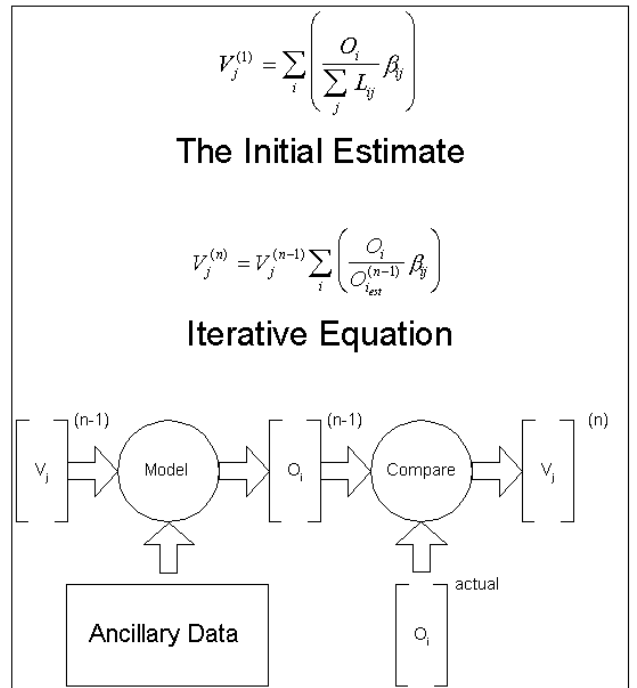 V_j^{(1)} = \sum_i \left( \frac{O_i}{\sum_j L_{ij}} \beta_{ij} \right)
The Initial Estimate
V_j^{(n)} = V_j^{(n-1)} \sum_i \left( \frac{O_i}{O_{i_{est}}^{(n-1)}} \beta_{ij} \right)
Iterative Equation
(n-1) (n-1) (n)
V_j Model O_i Compare V_j
actual
Ancillary Data O_i